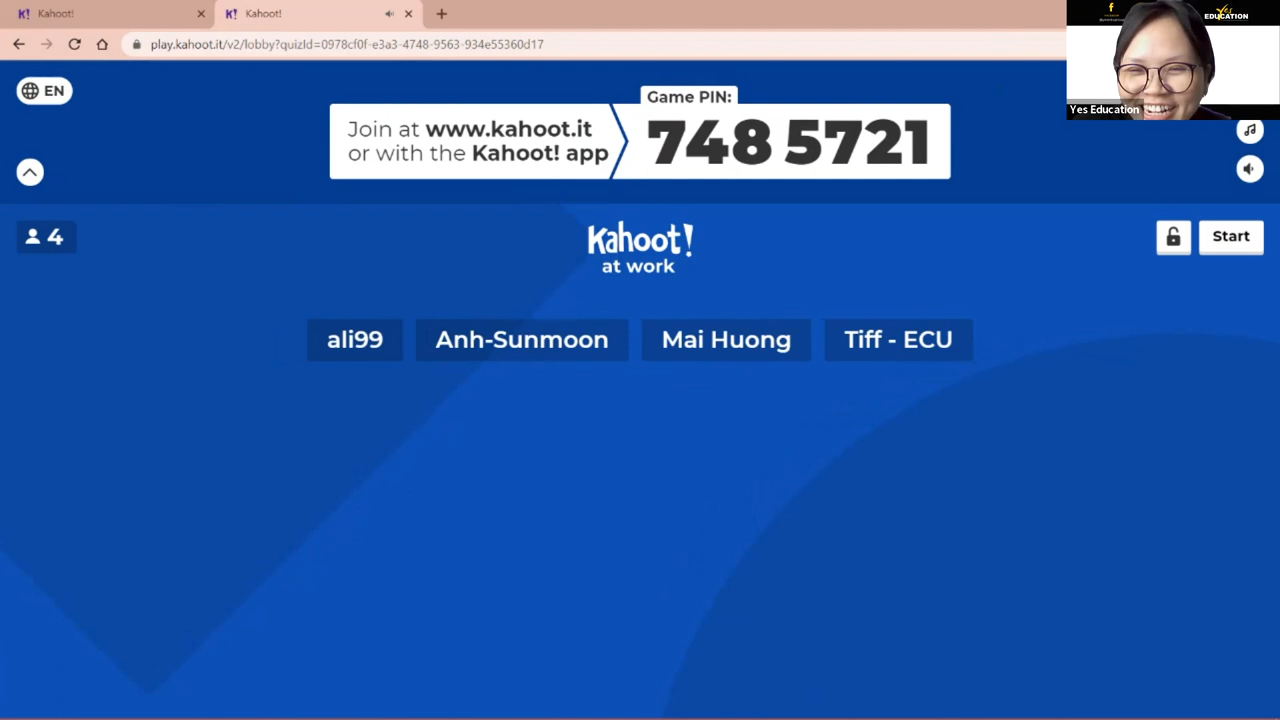 Kahoot!
Kahoot!
play.kahoot.it/v2/lobby?quizId=0978cf0f-e3a3-4748-9563-934e55360d17
Yes
EDUCATION
Yes Education
EN
Game PIN:
Join at www.kahoot.it
or with the Kahoot! app
748 5721
4
Kahoot!
at work
Start
ali99
Anh-Sunmoon
Mai Huong
Tiff - ECU